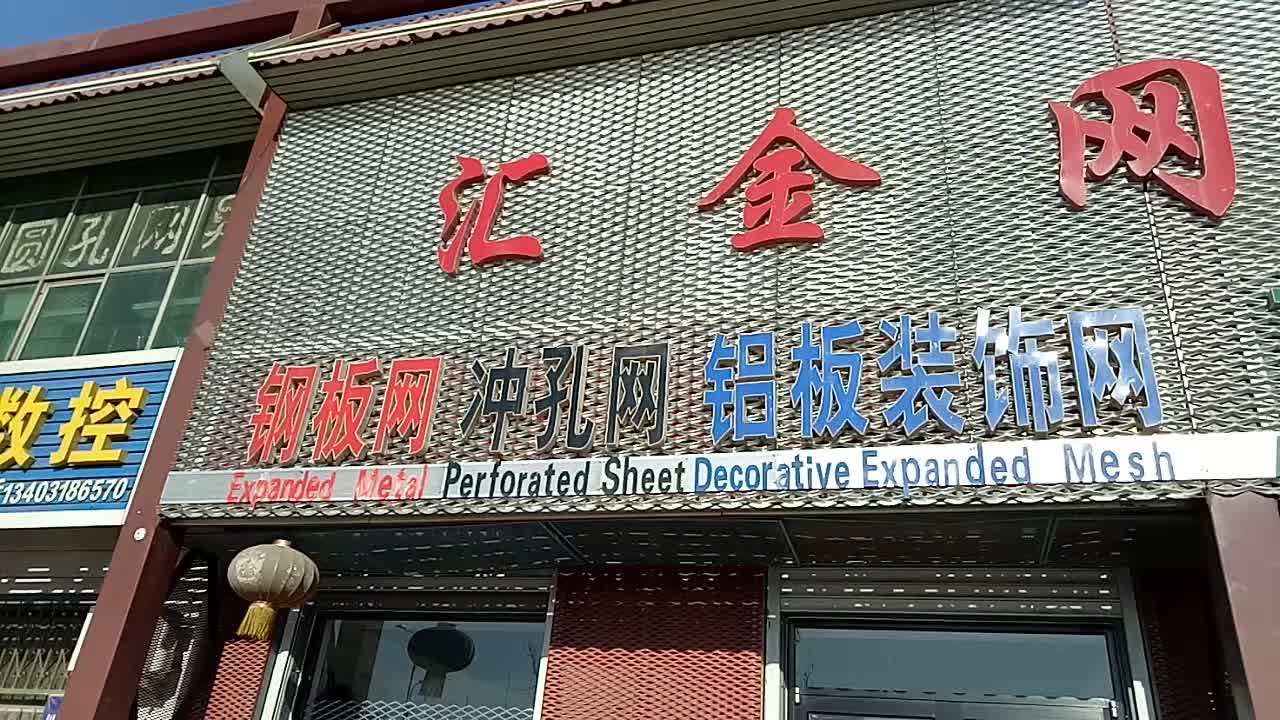 汇金网
钢板网 冲孔网 铝板装饰网
Expanded Metal Perforated Sheet Decorative Expanded Mesh
圆孔网
数控
13403186570